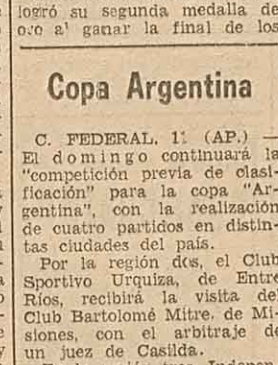 logró su segunda medalla de
oro a' ganar la final de los
Copa Argentina
C. FEDERAL, 11 (AP.) —
El domingo continuará la
"competición previa de clasi-
ficación" para la copa "Ar-
gentina", con la realización
de cuatro partidos en distin-
tas ciudades del país.
Por la región dos, el Club
Sportivo Urquiza, de Entre
Ríos, recibirá la visita del
Club Bartolomé Mitre, de Mi-
siones, con el arbitraje de
un juez de Casilda.